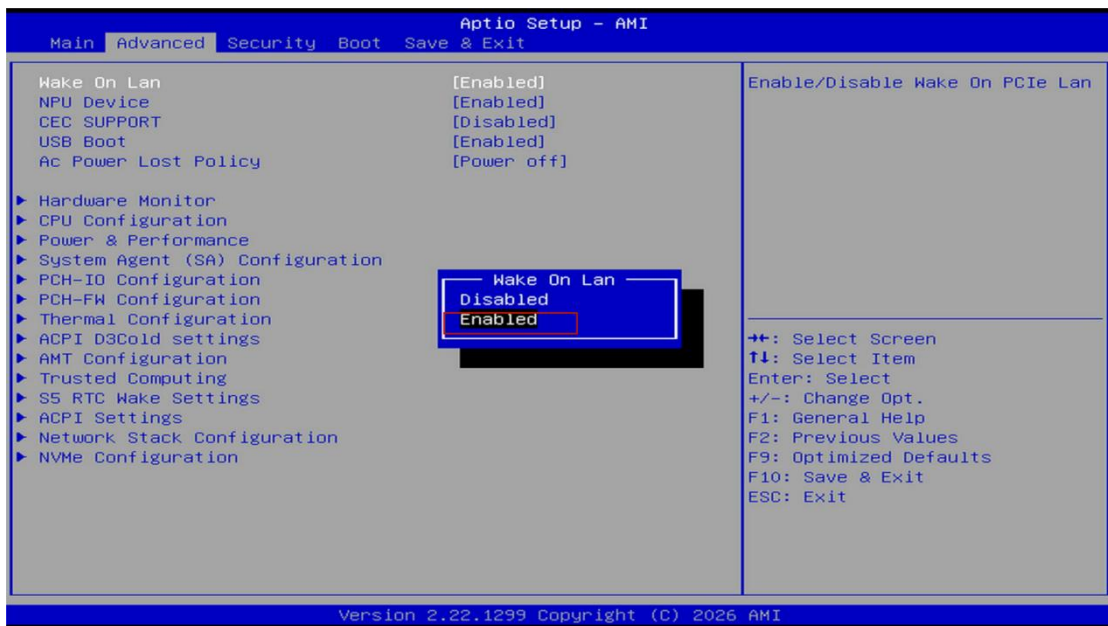 Aptio Setup – AMI
Main Advanced Security Boot Save & Exit
Wake On Lan [Enabled]
NPU Device [Enabled]
CEC SUPPORT [Disabled]
USB Boot [Enabled]
Ac Power Lost Policy [Power off]
Hardware Monitor
CPU Configuration
Power & Performance
System Agent (SA) Configuration
PCH-IO Configuration
PCH-FW Configuration
Thermal Configuration
ACPI D3Cold settings
AMT Configuration
Trusted Computing
S5 RTC Wake Settings
ACPI Settings
Network Stack Configuration
NVMe Configuration
Wake On Lan
Disabled
Enabled
Enable/Disable Wake On PCIe Lan
→←: Select Screen
↑↓: Select Item
Enter: Select
+/-: Change Opt.
F1: General Help
F2: Previous Values
F9: Optimized Defaults
F10: Save & Exit
ESC: Exit
Version 2.22.1299 Copyright (C) 2026 AMI